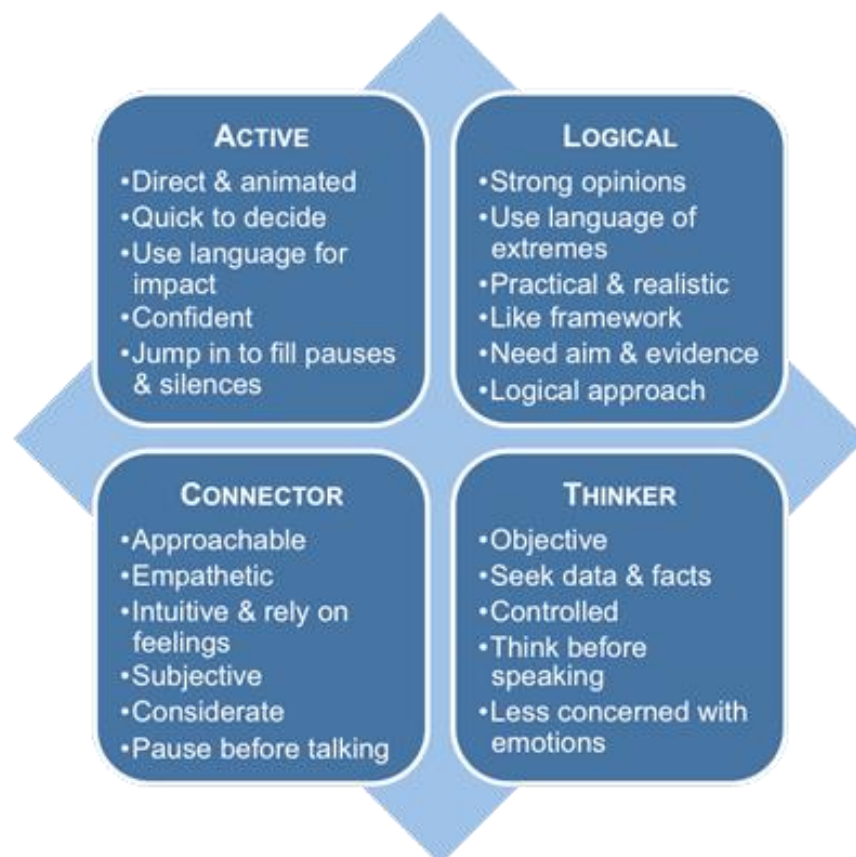 ACTIVE
•Direct & animated
•Quick to decide
•Use language for
impact
•Confident
•Jump in to fill pauses
& silences
LOGICAL
•Strong opinions
•Use language of
extremes
•Practical & realistic
•Like framework
•Need aim & evidence
•Logical approach
CONNECTOR
•Approachable
•Empathetic
•Intuitive & rely on
feelings
•Subjective
•Considerate
•Pause before talking
THINKER
•Objective
•Seek data & facts
•Controlled
•Think before
speaking
•Less concerned with
emotions